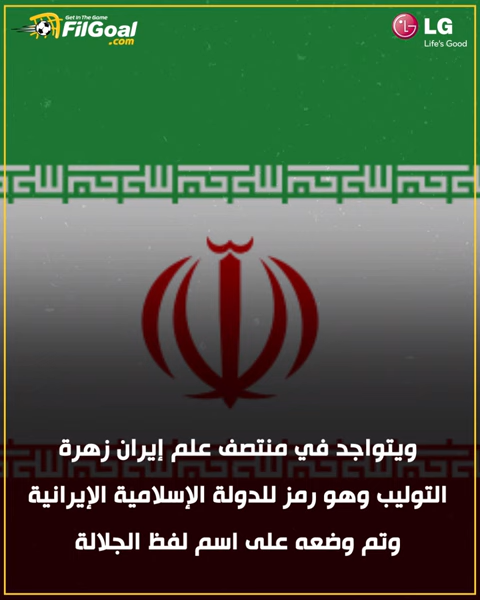 Get In The Game
FilGoal
.com
LG
Life's Good
ويتواجد في منتصف علم إيران زهرة
التوليب وهو رمز للدولة الإسلامية الإيرانية
وتم وضعه على اسم لفظ الجلالة